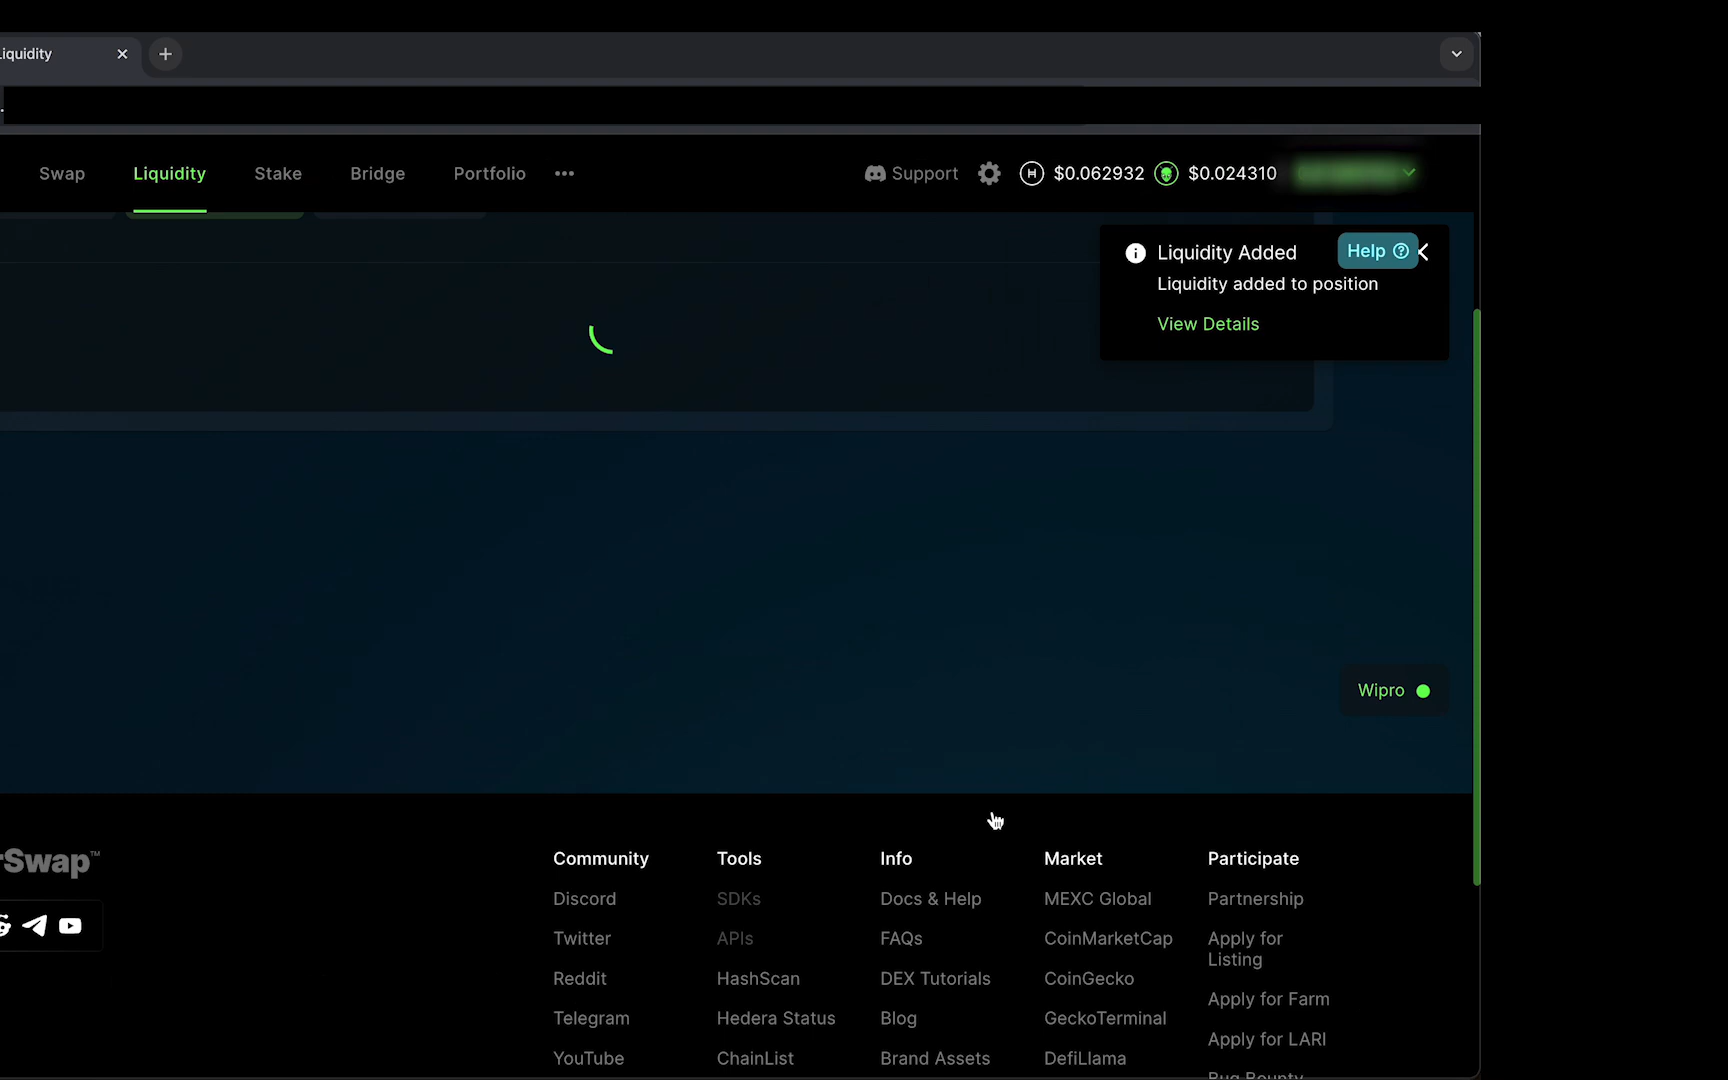 Liquidity
Swap Liquidity Stake Bridge Portfolio ••• Support $0.062932 $0.024310
Liquidity Added Help
Liquidity added to position
View Details
Wipro
Swap™
Community Tools Info Market Participate
Discord SDKs Docs & Help MEXC Global Partnership
Twitter APIs FAQs CoinMarketCap Apply for
Listing
Reddit HashScan DEX Tutorials CoinGecko Apply for Farm
Telegram Hedera Status Blog GeckoTerminal Apply for LARI
YouTube ChainList Brand Assets DefiLlama
Bug Bounty